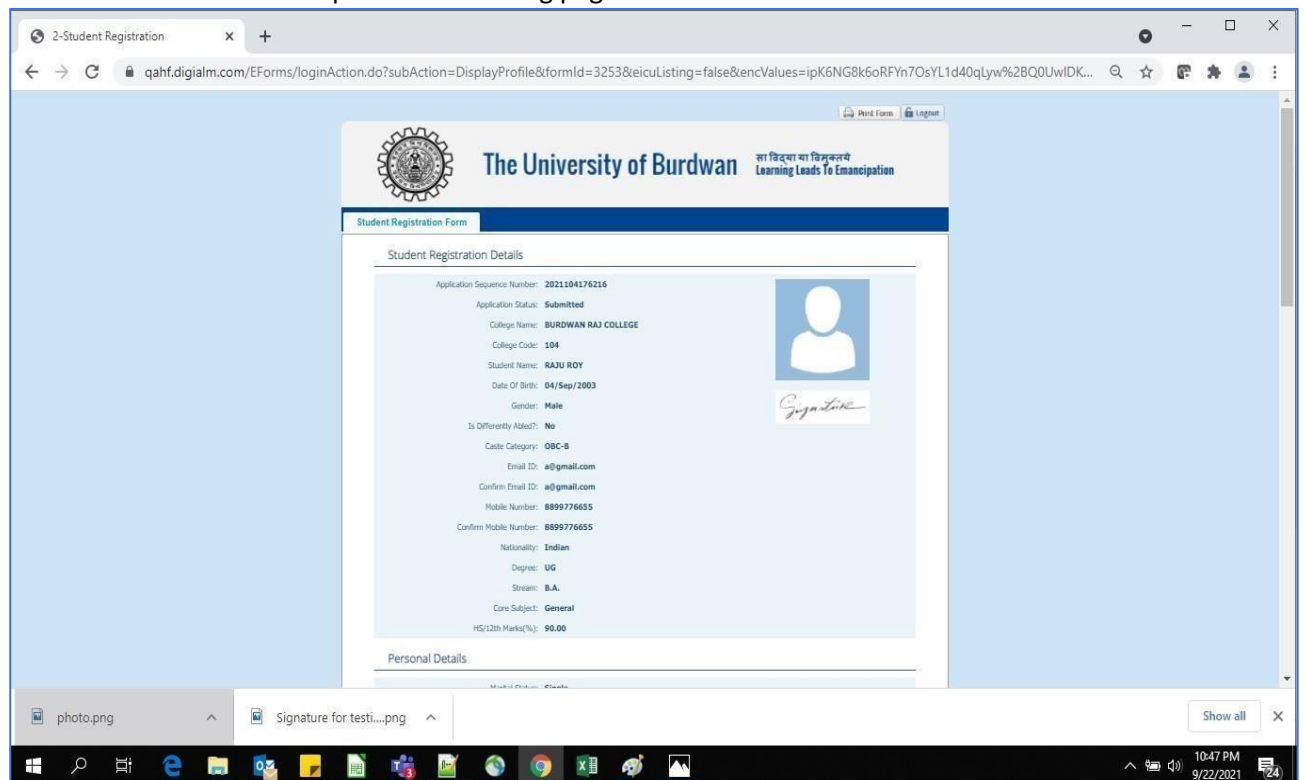 2-Student Registration
qahf.digialm.com/EForms/loginAction.do?subAction=DisplayProfile&formId=3253&eicuListing=false&encValues=ipK6NG8k6oRFYn7OsYL1d40qLyw%2BQ0UwIDK...
Print Form Logout
The University of Burdwan
सा विद्या या विमुक्तये
Learning Leads To Emancipation
Student Registration Form
Student Registration Details
Application Sequence Number: 2021104176216
Application Status: Submitted
College Name: BURDWAN RAJ COLLEGE
College Code: 104
Student Name: RAJU ROY
Date Of Birth: 04/Sep/2003
Gender: Male
Signature
Is Differently Abled?: No
Caste Category: OBC-B
Email ID: a@gmail.com
Confirm Email ID: a@gmail.com
Mobile Number: 8899776655
Confirm Mobile Number: 8899776655
Nationality: Indian
Degree: UG
Stream: B.A.
Core Subject: General
HS/12th Marks(%): 90.00
Personal Details
photo.png
Signature for testi....png
Show all
10:47 PM
9/22/2021
24